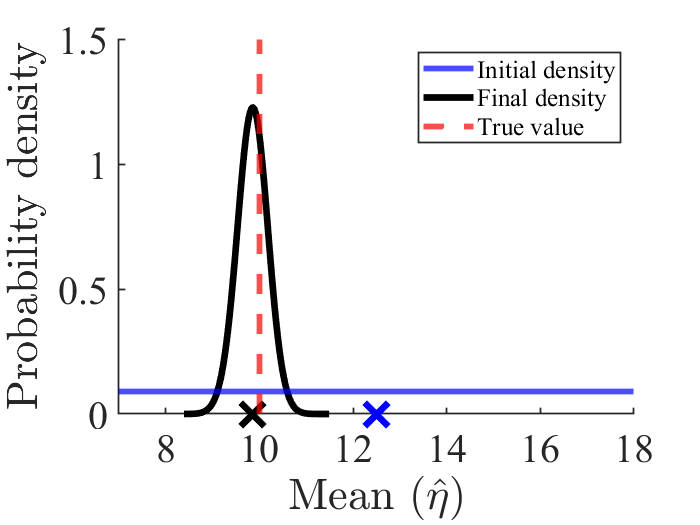 1.5
1
0.5
0
Probability density
Initial density
Final density
True value
8 10 12 14 16 18
Mean (η̂)